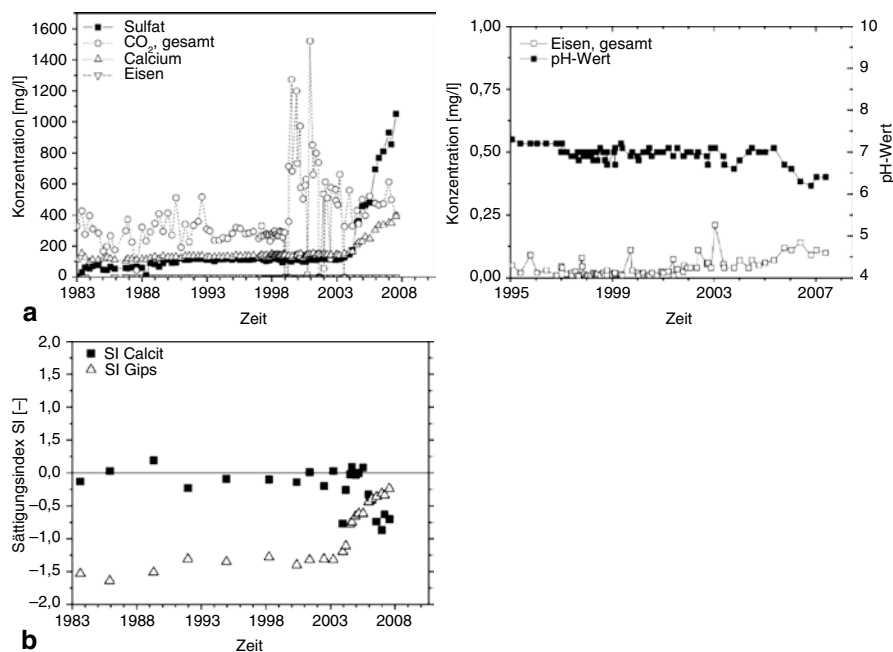 Sulfat
CO₂, gesamt
Calcium
Eisen
Konzentration [mg/l]
1600
1400
1200
1000
800
600
400
200
0
1983
1988
1993
1998
2003
2008
Zeit
a
Eisen, gesamt
pH-Wert
Konzentration [mg/l]
1,00
0,75
0,50
0,25
0,00
1995
1999
2003
2007
Zeit
10
9
8
7
6
5
4
pH-Wert
SI Calcit
SI Gips
Sättigungsindex SI [–]
2,0
1,5
1,0
1,5
0,0
−0,5
−1,0
−1,5
−2,0
1983
1988
1993
1998
2003
2008
Zeit
b